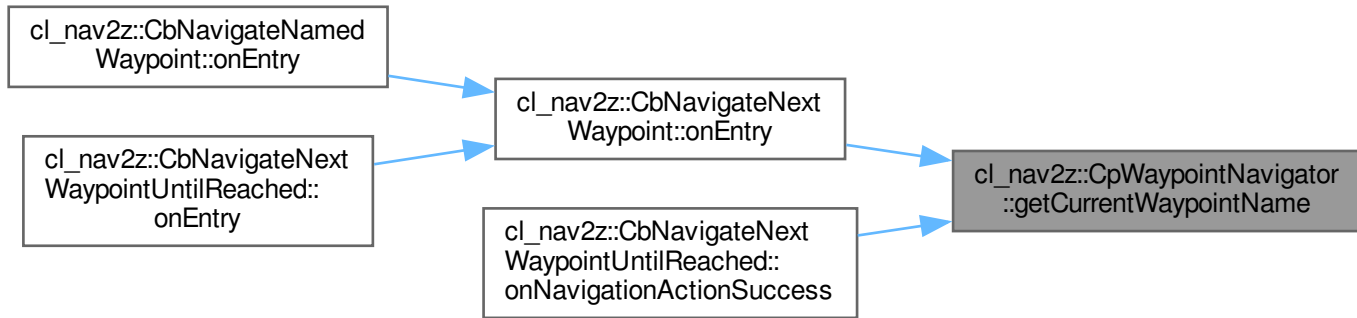 cl_nav2z::CbNavigateNamed
Waypoint::onEntry
cl_nav2z::CbNavigateNext
WaypointUntilReached::
onEntry
cl_nav2z::CbNavigateNext
Waypoint::onEntry
cl_nav2z::CbNavigateNext
WaypointUntilReached::
onNavigationActionSuccess
cl_nav2z::CpWaypointNavigator
::getCurrentWaypointName